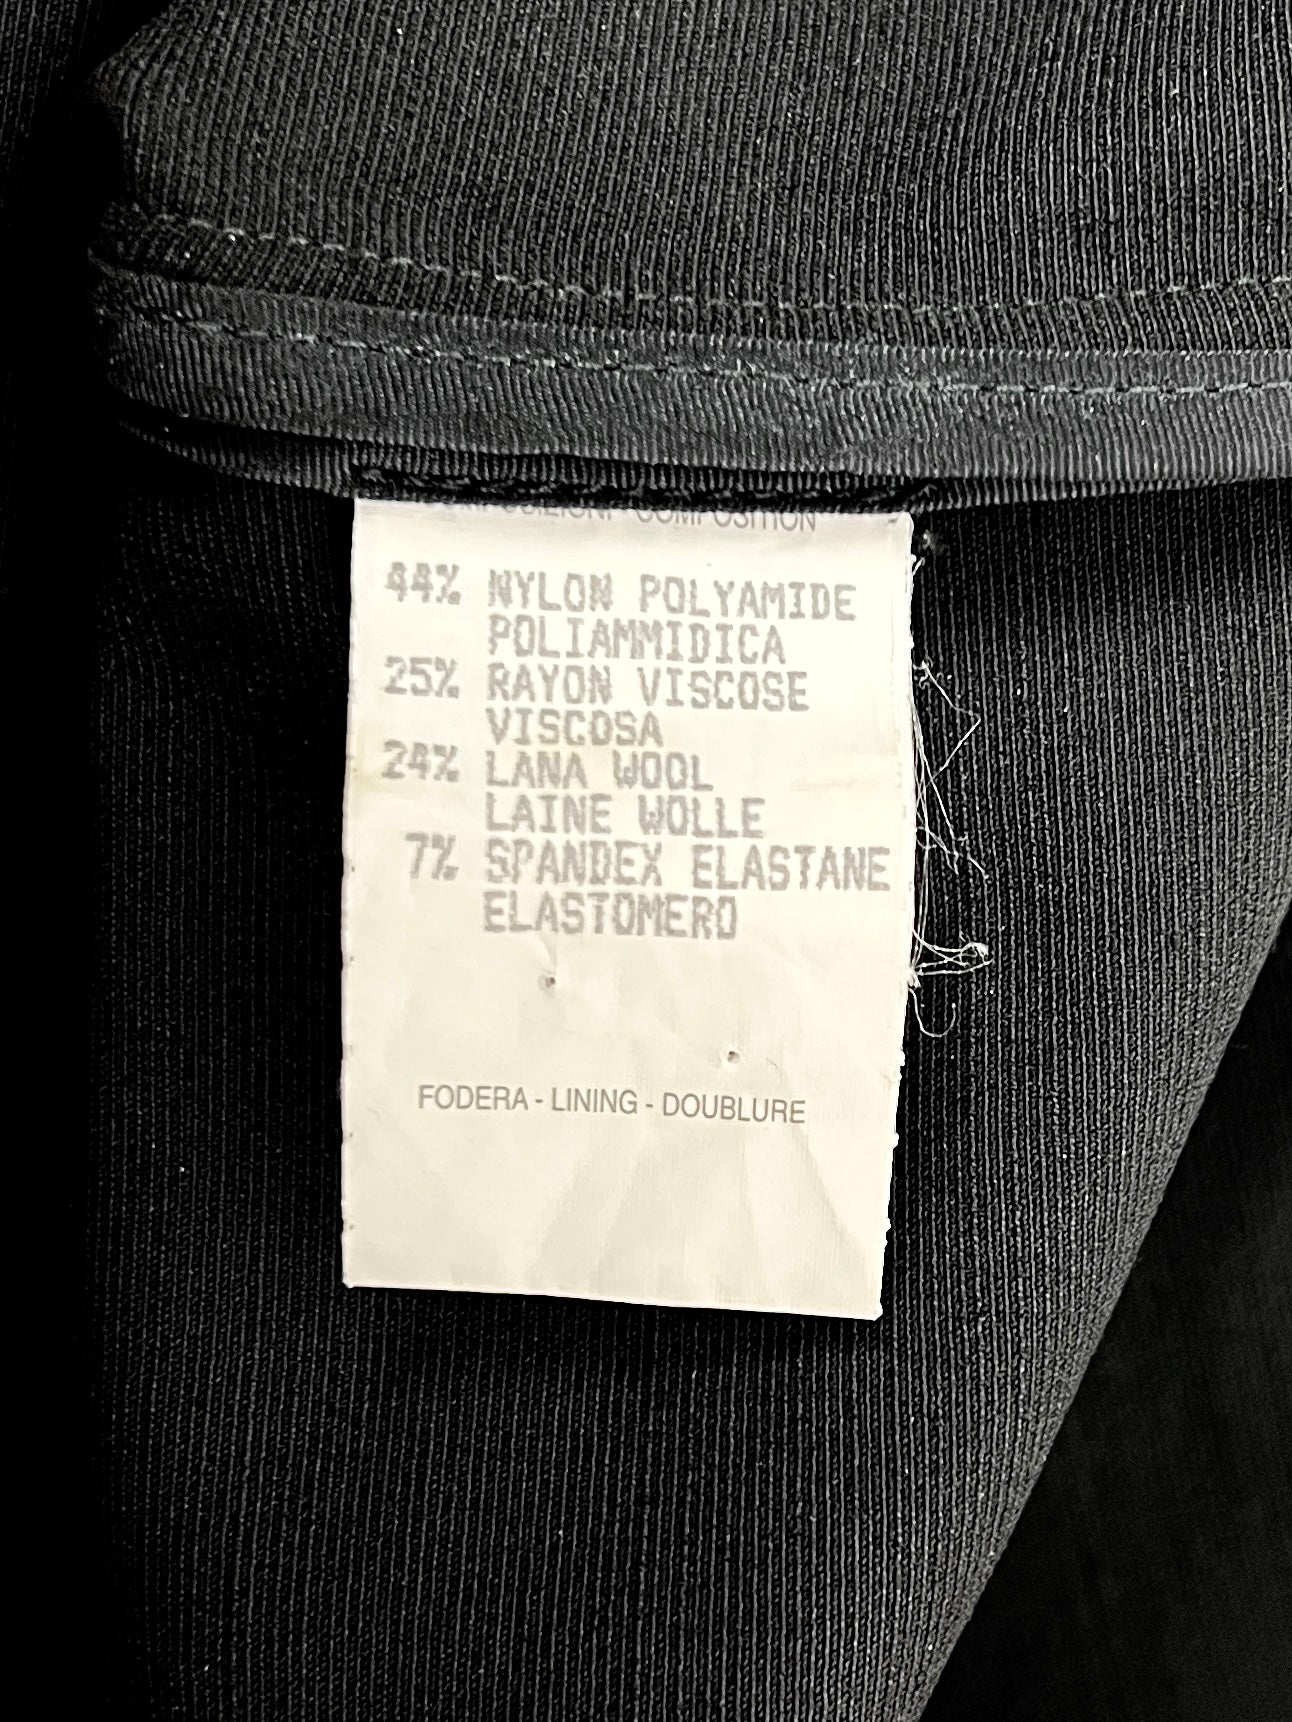 COMPOSITION
44% NYLON POLYAMIDE
POLIAMMIDICA
25% RAYON VISCOSE
VISCOSA
24% LANA WOOL
LAINE WOLLE
7% SPANDEX ELASTANE
ELASTOMERO
FODERA - LINING - DOUBLURE